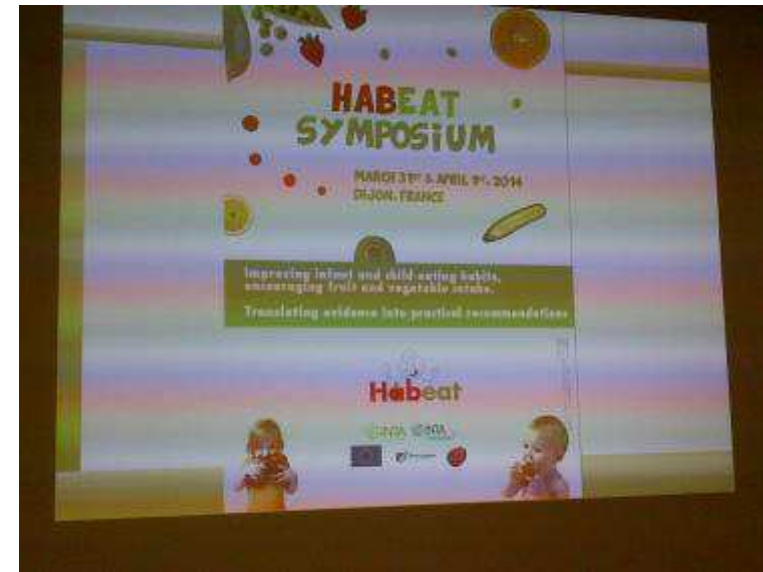 HABEAT
SYMPOSIUM
MARCH 31ST & APRIL 1ST, 2014
DIJON, FRANCE
Improving infant and child eating habits,
encouraging fruit and vegetable intake.
Translating evidence into practical recommendations
Habeat
INRA